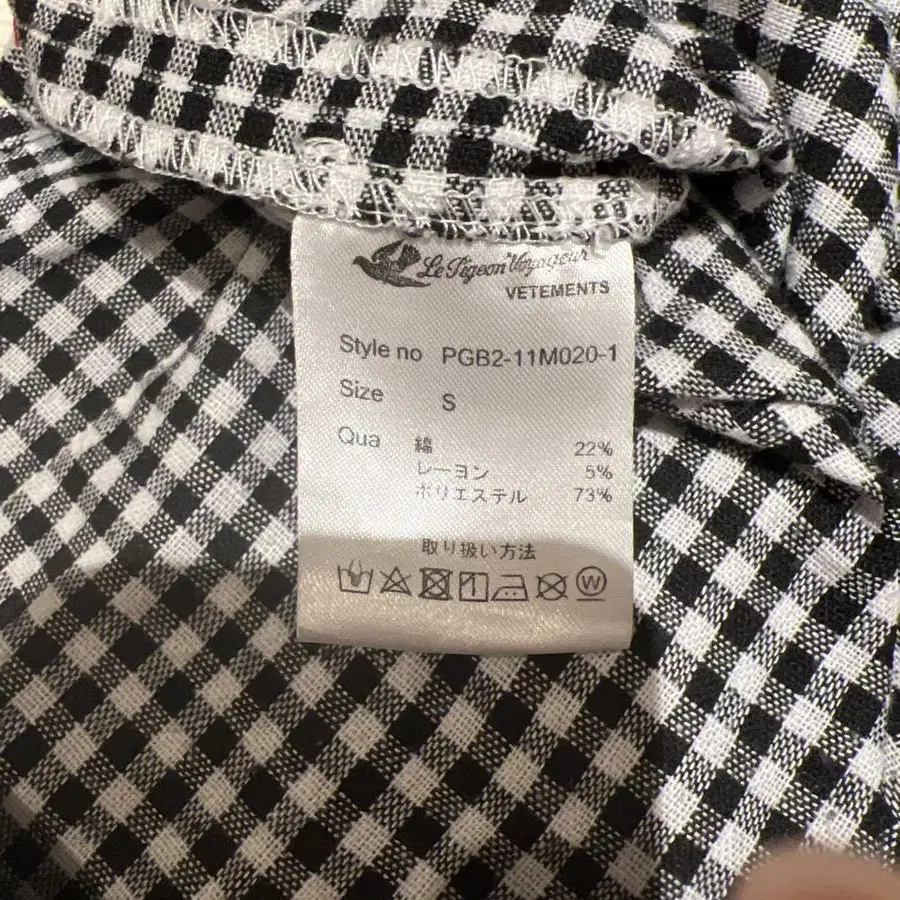 Le Pigeon Voyageur
VETEMENTS
Style no PGB2-11M020-1
Size S
Qua 綿 22%
レーヨン 5%
ポリエステル 73%
取り扱い方法
W